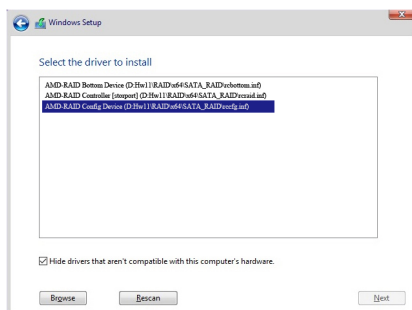 Windows Setup
Select the driver to install
AMD-RAID Bottom Device (D:Hw11\RAID\x64\SATA_RAID\rcbottom.inf)
AMD-RAID Controller [storport] (D:Hw11\RAID\x64\SATA_RAID\rcraid.inf)
AMD-RAID Config Device (D:Hw11\RAID\x64\SATA_RAID\rccfg.inf)
Hide drivers that aren't compatible with this computer's hardware.
Browse
Rescan
Next